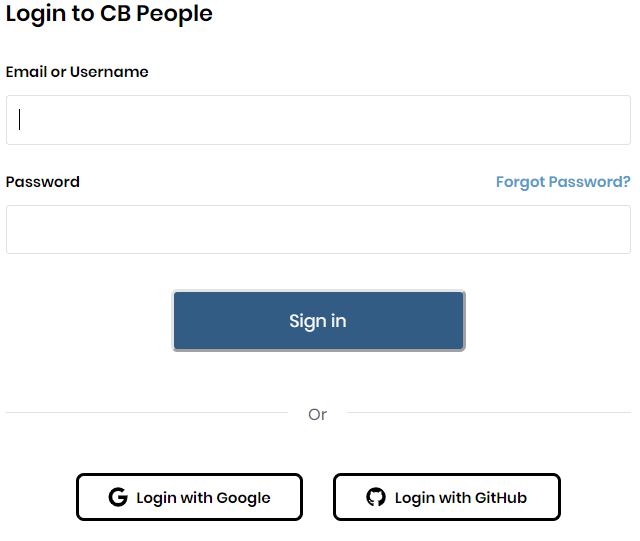 Login to CB People
Email or Username
Password Forgot Password?
Sign in
Or
Login with Google Login with GitHub